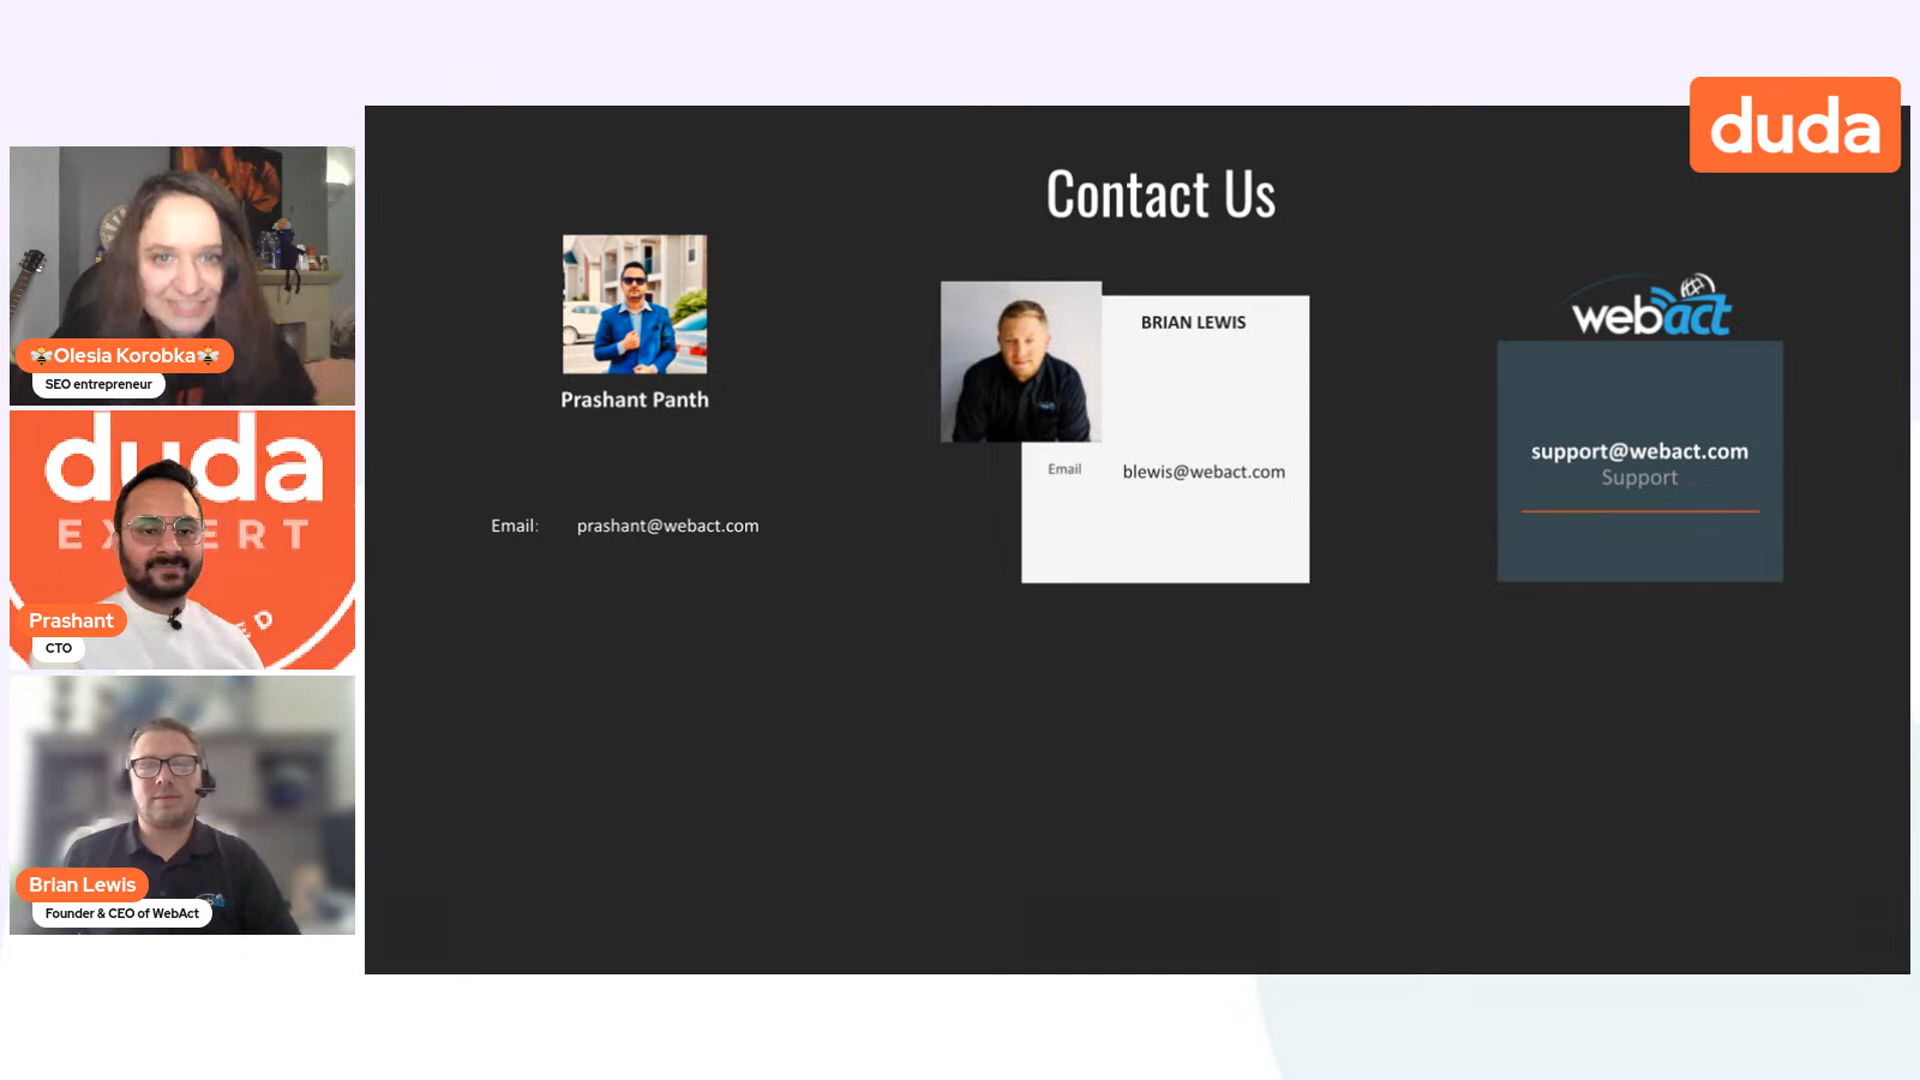 duda
Contact Us
Olesia Korobka
SEO entrepreneur
duda
EXPERT
ED
Prashant
CTO
Brian Lewis
Founder & CEO of WebAct
Prashant Panth
Email: prashant@webact.com
BRIAN LEWIS
Email blewis@webact.com
webact
support@webact.com
Support